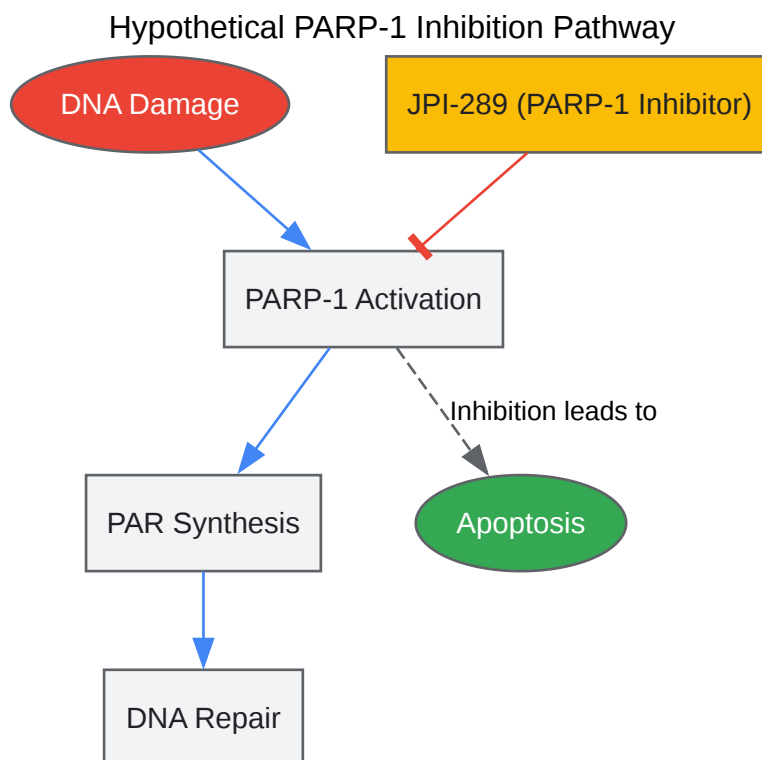 Hypothetical PARP-1 Inhibition Pathway
DNA Damage
JPI-289 (PARP-1 Inhibitor)
PARP-1 Activation
Inhibition leads to
PAR Synthesis
Apoptosis
DNA Repair